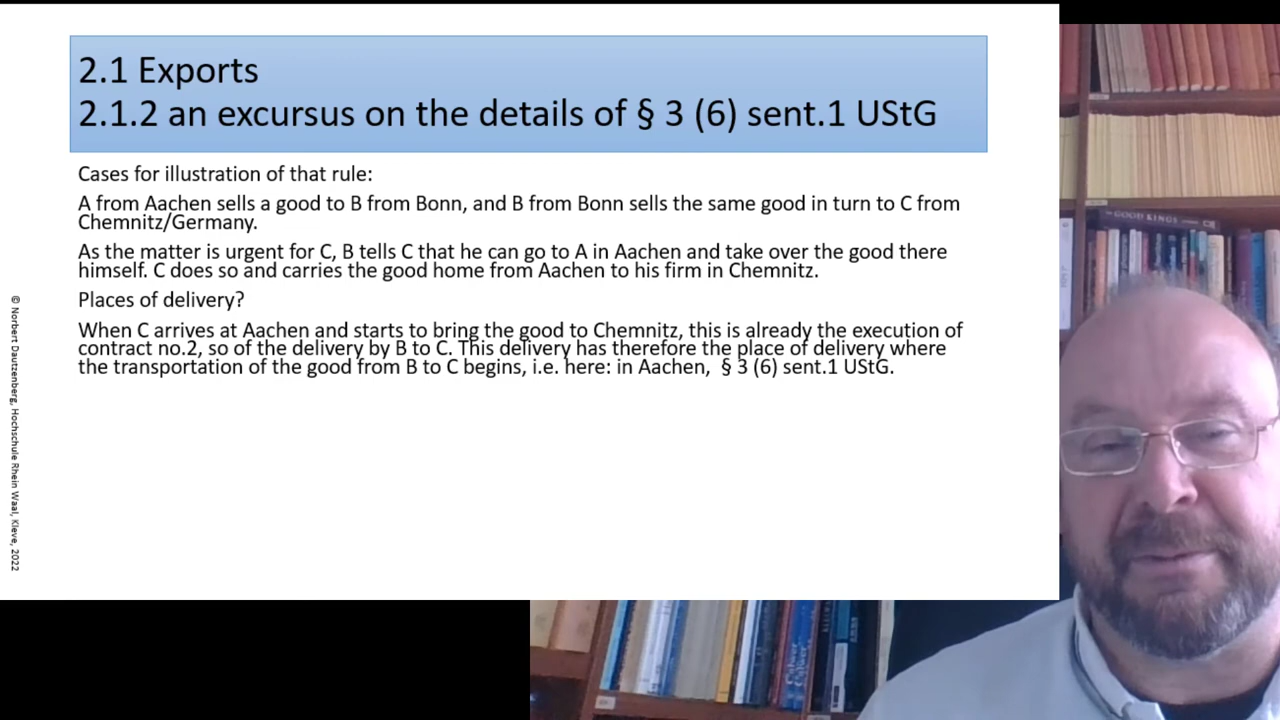 2.1 Exports
2.1.2 an excursus on the details of § 3 (6) sent.1 UStG
Cases for illustration of that rule:
A from Aachen sells a good to B from Bonn, and B from Bonn sells the same good in turn to C from
Chemnitz/Germany.
As the matter is urgent for C, B tells C that he can go to A in Aachen and take over the good there
himself. C does so and carries the good home from Aachen to his firm in Chemnitz.
Places of delivery?
When C arrives at Aachen and starts to bring the good to Chemnitz, this is already the execution of
contract no.2, so of the delivery by B to C. This delivery has therefore the place of delivery where
the transportation of the good from B to C begins, i.e. here: in Aachen, § 3 (6) sent.1 UStG.
© Norbert Dautzenberg, Hochschule Rhein Waal, Kleve, 2022
THE GOOD KINGS